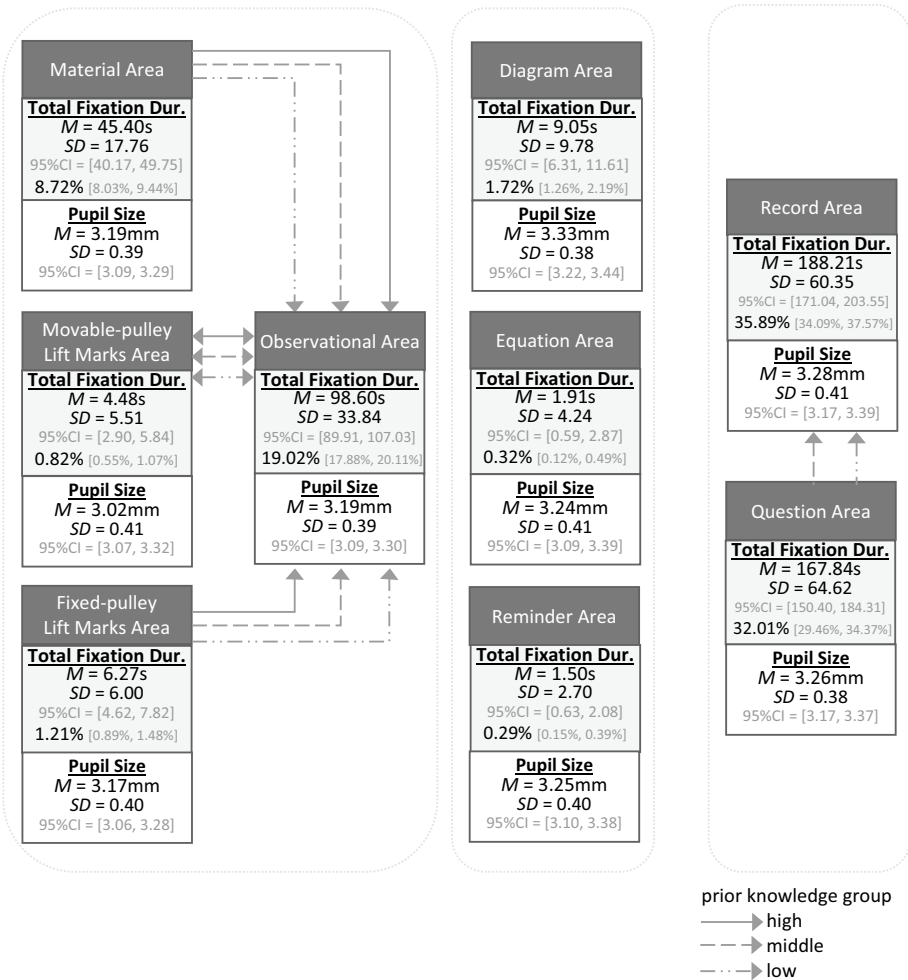 Material Area
Total Fixation Dur.
M = 45.40s
SD = 17.76
95%CI = [40.17, 49.75]
8.72% [8.03%, 9.44%]
Pupil Size
M = 3.19mm
SD = 0.39
95%CI = [3.09, 3.29]
Movable-pulley
Lift Marks Area
Total Fixation Dur.
M = 4.48s
SD = 5.51
95%CI = [2.90, 5.84]
0.82% [0.55%, 1.07%]
Pupil Size
M = 3.02mm
SD = 0.41
95%CI = [3.07, 3.32]
Fixed-pulley
Lift Marks Area
Total Fixation Dur.
M = 6.27s
SD = 6.00
95%CI = [4.62, 7.82]
1.21% [0.89%, 1.48%]
Pupil Size
M = 3.17mm
SD = 0.40
95%CI = [3.06, 3.28]
Observational Area
Total Fixation Dur.
M = 98.60s
SD = 33.84
95%CI = [89.91, 107.03]
19.02% [17.88%, 20.11%]
Pupil Size
M = 3.19mm
SD = 0.39
95%CI = [3.09, 3.30]
Diagram Area
Total Fixation Dur.
M = 9.05s
SD = 9.78
95%CI = [6.31, 11.61]
1.72% [1.26%, 2.19%]
Pupil Size
M = 3.33mm
SD = 0.38
95%CI = [3.22, 3.44]
Equation Area
Total Fixation Dur.
M = 1.91s
SD = 4.24
95%CI = [0.59, 2.87]
0.32% [0.12%, 0.49%]
Pupil Size
M = 3.24mm
SD = 0.41
95%CI = [3.09, 3.39]
Reminder Area
Total Fixation Dur.
M = 1.50s
SD = 2.70
95%CI = [0.63, 2.08]
0.29% [0.15%, 0.39%]
Pupil Size
M = 3.25mm
SD = 0.40
95%CI = [3.10, 3.38]
Record Area
Total Fixation Dur.
M = 188.21s
SD = 60.35
95%CI = [171.04, 203.55]
35.89% [34.09%, 37.57%]
Pupil Size
M = 3.28mm
SD = 0.41
95%CI = [3.17, 3.39]
Question Area
Total Fixation Dur.
M = 167.84s
SD = 64.62
95%CI = [150.40, 184.31]
32.01% [29.46%, 34.37%]
Pupil Size
M = 3.26mm
SD = 0.38
95%CI = [3.17, 3.37]
prior knowledge group
high
middle
low